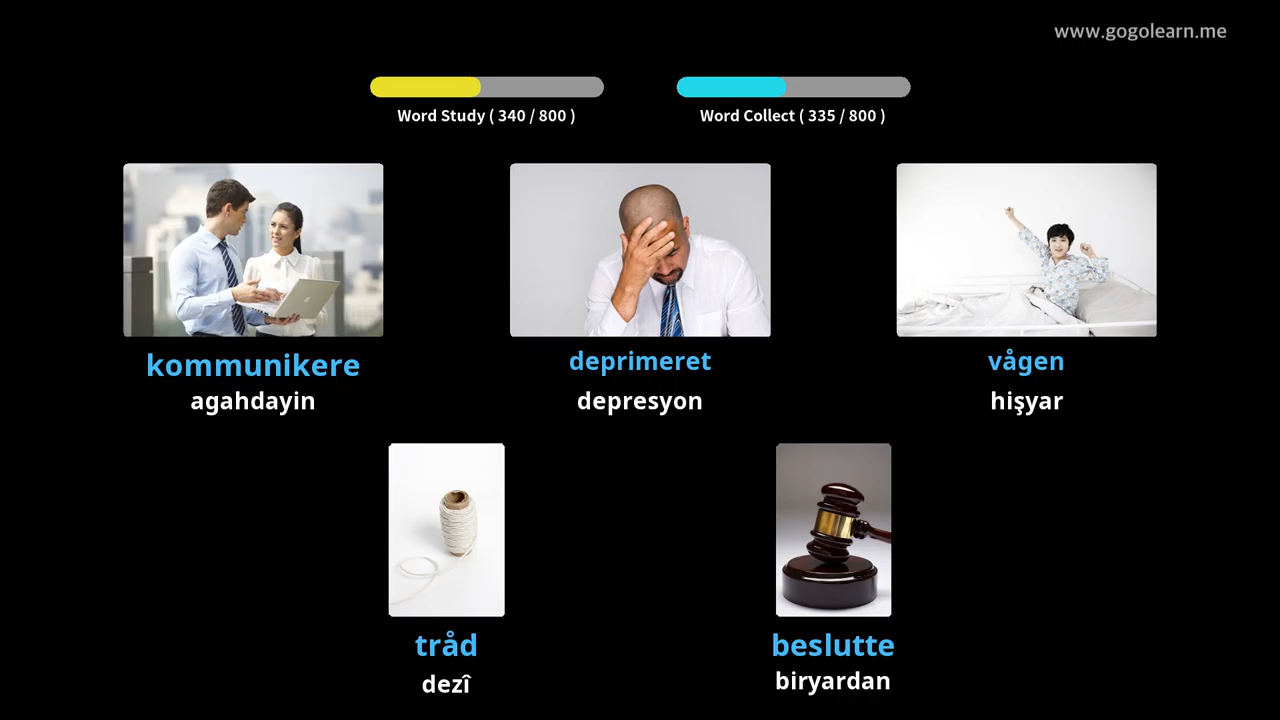 www.gogolearn.me
Word Study ( 340 / 800 )
Word Collect ( 335 / 800 )
kommunikere
agahdayin
deprimeret
depresyon
vågen
hişyar
tråd
dezî
beslutte
biryardan